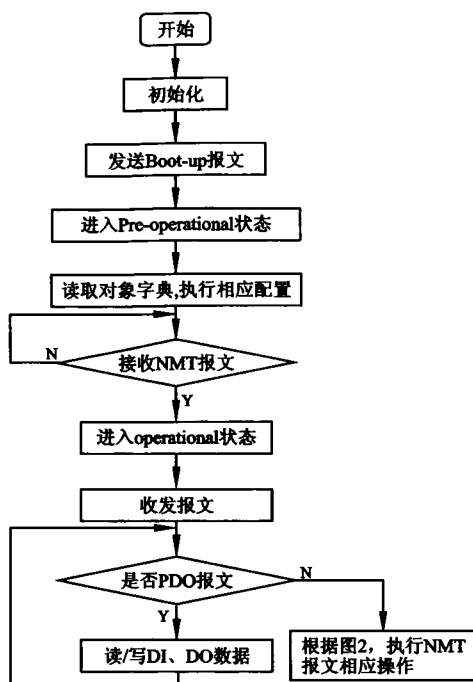 开始
初始化
发送Boot-up报文
进入Pre-operational状态
读取对象字典,执行相应配置
N
接收NMT报文
Y
进入operational状态
收发报文
是否PDO报文
N
Y
读/写DI、DO数据
根据图2，执行NMT
报文相应操作